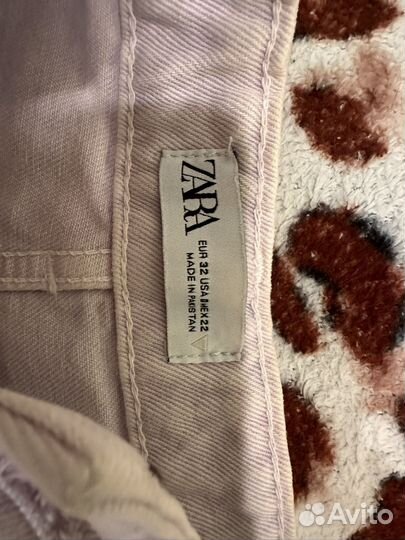 ZARA
EUR 32 USA 0 MEX 22
MADE IN PAKISTAN
Avito